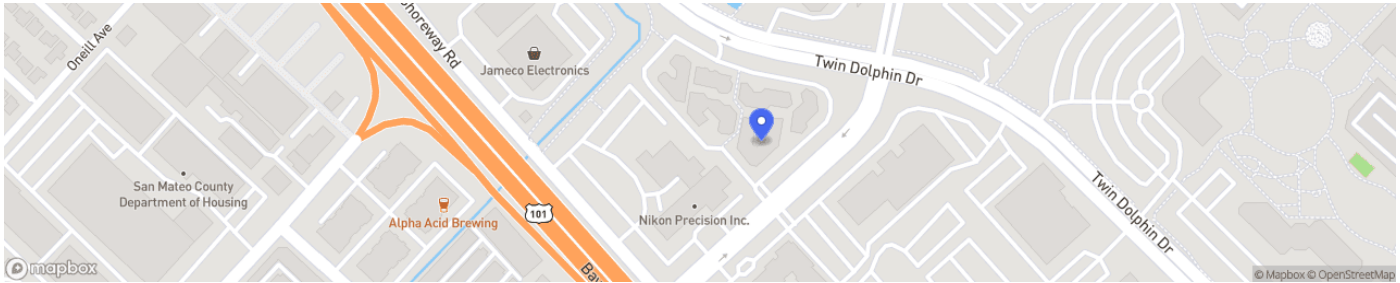 Oneill Ave
Shoreway Rd
Jameco Electronics
Twin Dolphin Dr
San Mateo County
Department of Housing
Alpha Acid Brewing
101
Nikon Precision Inc.
Twin Dolphin Dr
mapbox
© Mapbox © OpenStreetMap